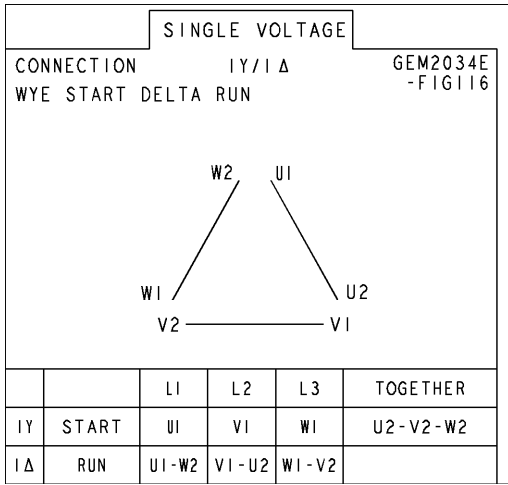 SINGLE VOLTAGE
CONNECTION 1Y/1Δ GEM2034E
WYE START DELTA RUN -FIG116
W2 U1
W1 U2
V2 V1
L1 L2 L3 TOGETHER
1Y START U1 V1 W1 U2-V2-W2
1Δ RUN U1-W2 V1-U2 W1-V2